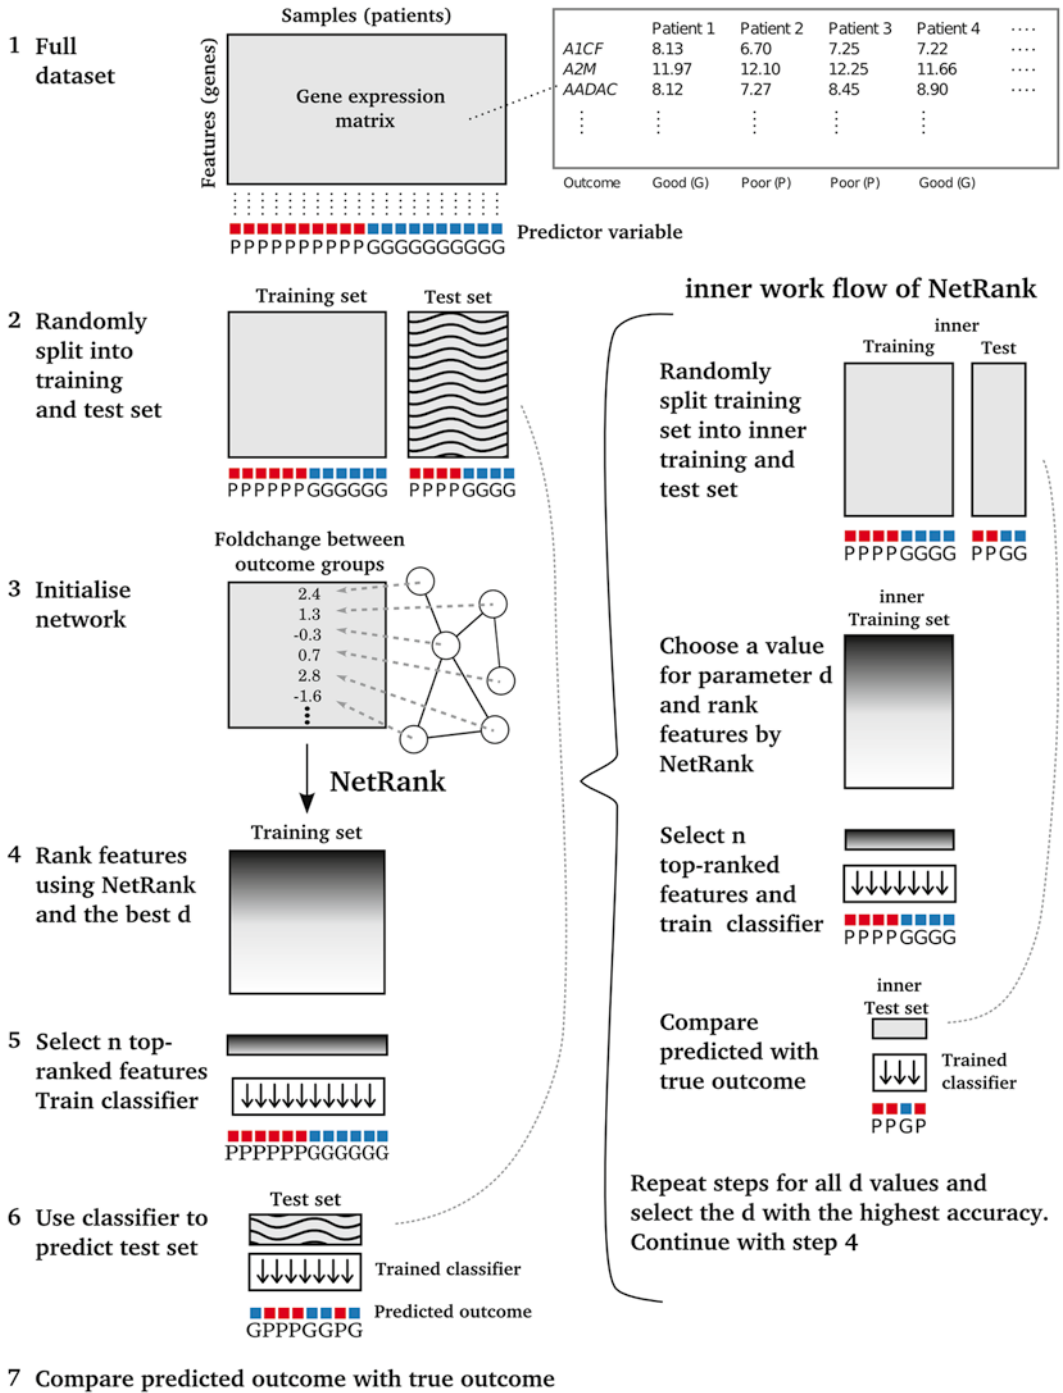 Samples (patients)
1 Full
dataset
Features (genes)
Gene expression
matrix
Patient 1 Patient 2 Patient 3 Patient 4 ....
A1CF 8.13 6.70 7.25 7.22 ....
A2M 11.97 12.10 12.25 11.66 ....
AADAC 8.12 7.27 8.45 8.90 ....
Outcome Good (G) Poor (P) Poor (P) Good (G)
Predictor variable
PPPPPPPPPPGGGGGGGGGG
2 Randomly
split into
training
and test set
Training set Test set
PPPPPPGGGGGG PPPPGGGG
3 Initialise
network
Foldchange between
outcome groups
2.4
1.3
-0.3
0.7
2.8
-1.6
NetRank
4 Rank features
using NetRank
and the best d
Training set
5 Select n top-
ranked features
Train classifier
PPPPPPGGGGGG
6 Use classifier to
predict test set
Test set
Trained classifier
Predicted outcome
GPPPGGPG
7 Compare predicted outcome with true outcome
inner work flow of NetRank
inner
Training Test
Randomly
split training
set into inner
training and
test set
PPPPGGGG PPGG
inner
Training set
Choose a value
for parameter d
and rank
features by
NetRank
Select n
top-ranked
features and
train classifier
PPPPGGGG
inner
Test set
Compare
predicted with
true outcome
Trained
classifier
PPGP
Repeat steps for all d values and
select the d with the highest accuracy.
Continue with step 4